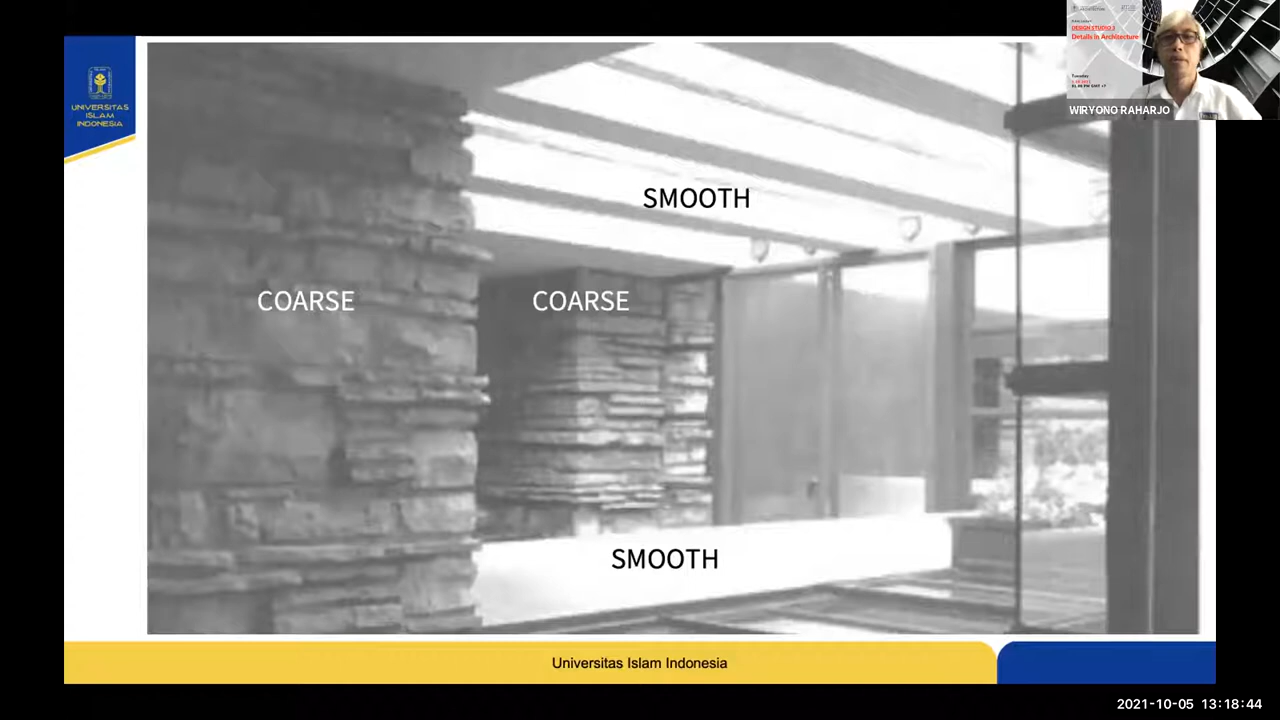 UNIVERSITAS
ISLAM
INDONESIA
SMOOTH
COARSE
COARSE
SMOOTH
Universitas Islam Indonesia
DESIGN STUDIO 3
Details in Architecture
Tuesday
WIRYONO RAHARJO
2021-10-05 13:18:44